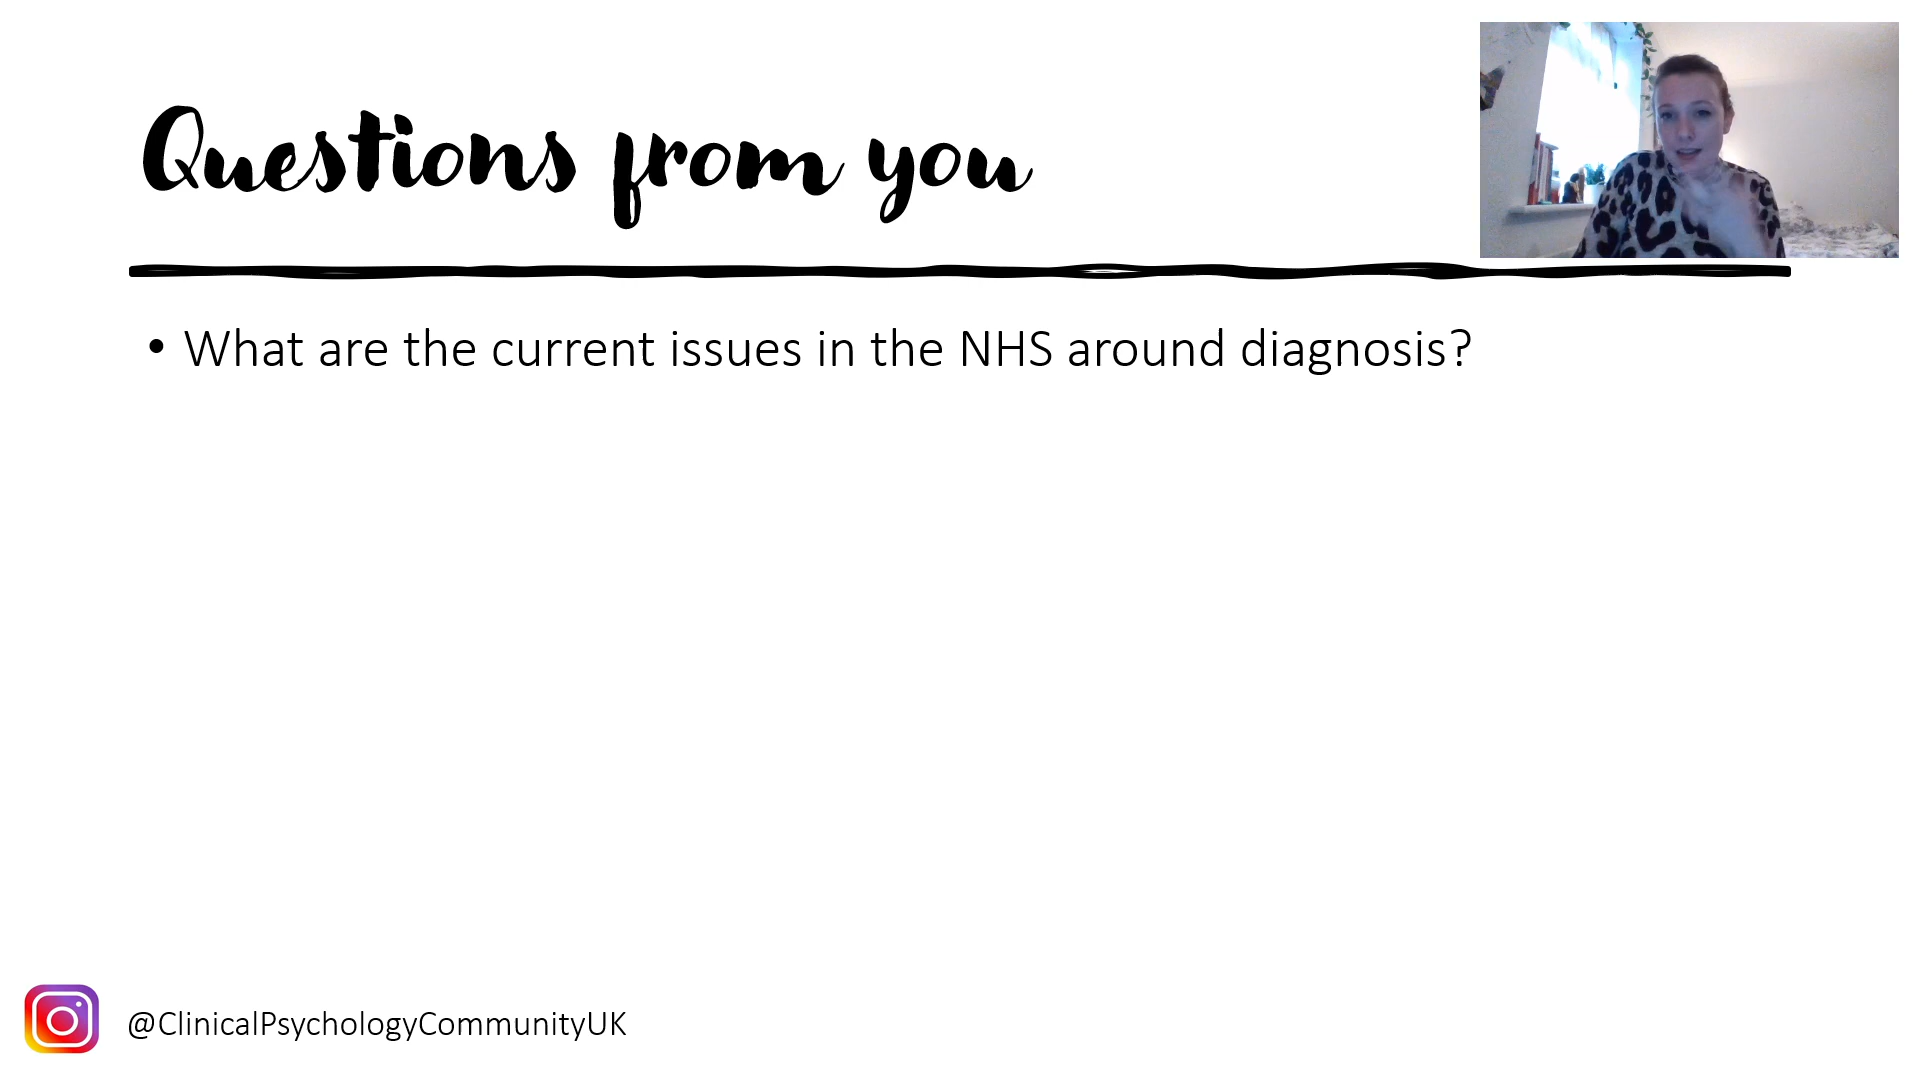 Questions from you
• What are the current issues in the NHS around diagnosis?
@ClinicalPsychologyCommunityUK